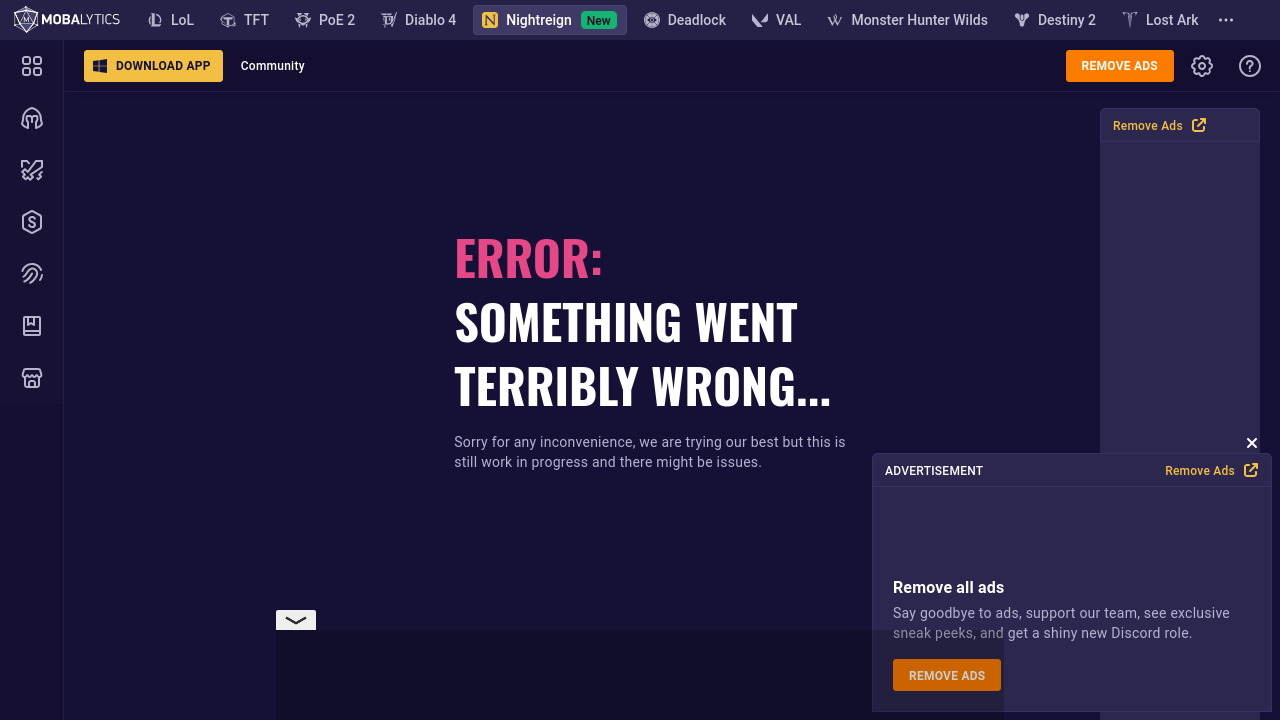 MOBALYTICS
LoL
TFT
PoE 2
Diablo 4
Nightreign New
Deadlock
VAL
Monster Hunter Wilds
Destiny 2
Lost Ark
DOWNLOAD APP
Community
REMOVE ADS
Remove Ads
ERROR:
SOMETHING WENT
TERRIBLY WRONG...
Sorry for any inconvenience, we are trying our best but this is
still work in progress and there might be issues.
ADVERTISEMENT
Remove Ads
Remove all ads
Say goodbye to ads, support our team, see exclusive
sneak peeks, and get a shiny new Discord role.
REMOVE ADS